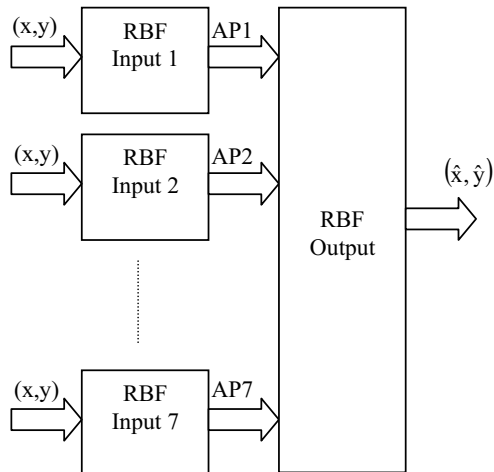 (x,y)
RBF
Input 1
AP1
(x,y)
RBF
Input 2
AP2
RBF
Output
(x̂, ŷ)
(x,y)
RBF
Input 7
AP7